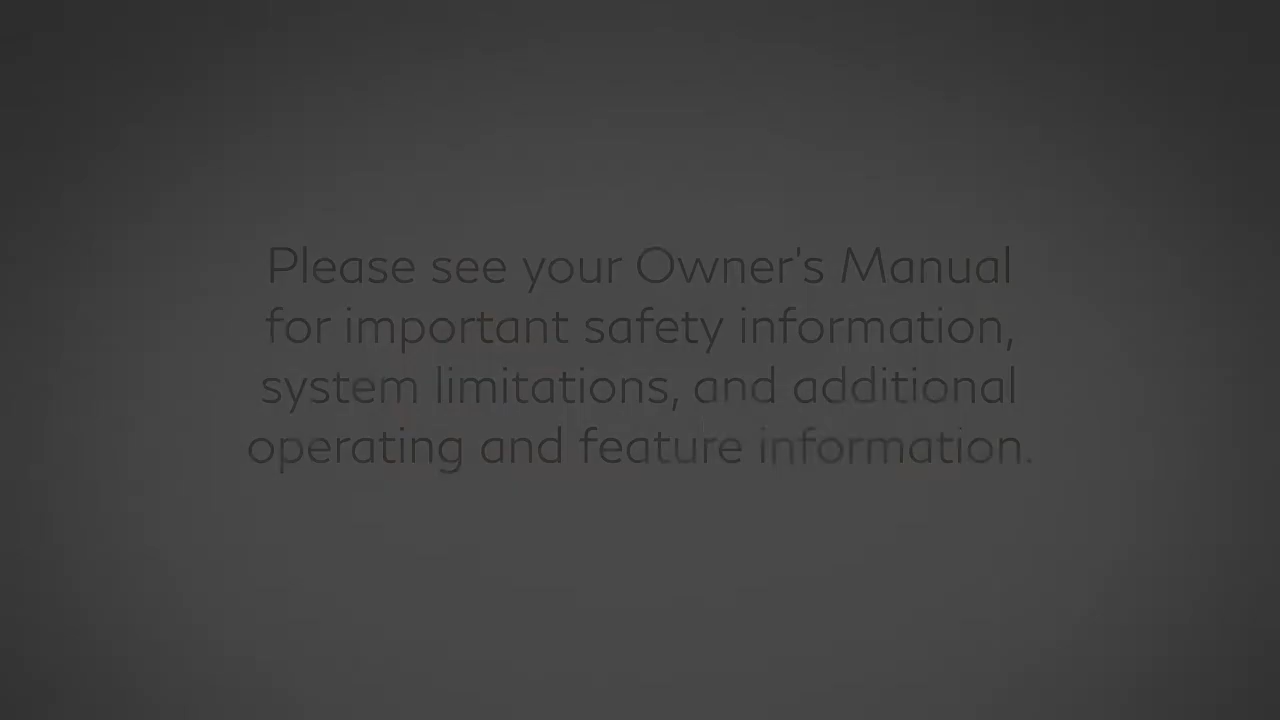 Please see your Owner's Manual
for important safety information,
system limitations, and additional
operating and feature information.